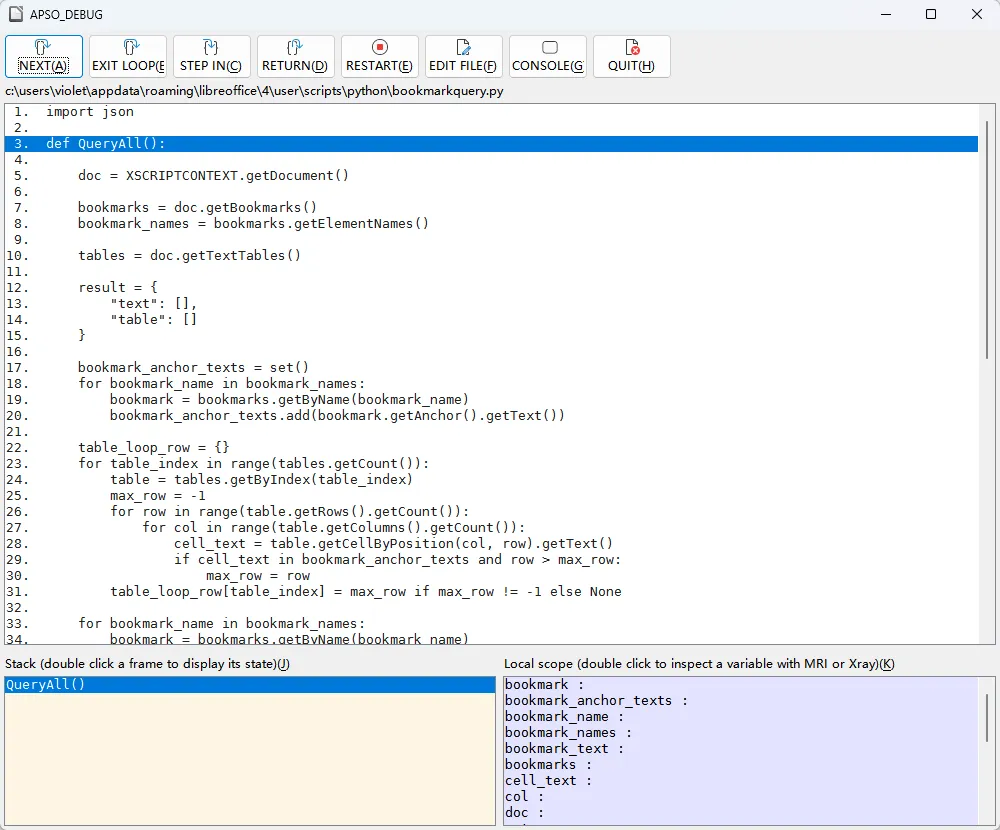 APSO_DEBUG
NEXT(A) EXIT LOOP(E STEP IN(C) RETURN(D) RESTART(E) EDIT FILE(F) CONSOLE(G QUIT(H)
c:\users\violet\appdata\roaming\libreoffice\4\user\scripts\python\bookmarkquery.py
1. import json
2.
3. def QueryAll():
4.
5.     doc = XSCRIPTCONTEXT.getDocument()
6.
7.     bookmarks = doc.getBookmarks()
8.     bookmark_names = bookmarks.getElementNames()
9.
10.     tables = doc.getTextTables()
11.
12.     result = {
13.         "text": [],
14.         "table": []
15.     }
16.
17.     bookmark_anchor_texts = set()
18.     for bookmark_name in bookmark_names:
19.         bookmark = bookmarks.getByName(bookmark_name)
20.         bookmark_anchor_texts.add(bookmark.getAnchor().getText())
21.
22.     table_loop_row = {}
23.     for table_index in range(tables.getCount()):
24.         table = tables.getByIndex(table_index)
25.         max_row = -1
26.         for row in range(table.getRows().getCount()):
27.             for col in range(table.getColumns().getCount()):
28.                 cell_text = table.getCellByPosition(col, row).getText()
29.                 if cell_text in bookmark_anchor_texts and row > max_row:
30.                     max_row = row
31.         table_loop_row[table_index] = max_row if max_row != -1 else None
32.
33.     for bookmark_name in bookmark_names:
34.         bookmark = bookmarks.getByName(bookmark_name)
Stack (double click a frame to display its state)(J)
QueryAll()
Local scope (double click to inspect a variable with MRI or Xray)(K)
bookmark :
bookmark_anchor_texts :
bookmark_name :
bookmark_names :
bookmark_text :
bookmarks :
cell_text :
col :
doc :